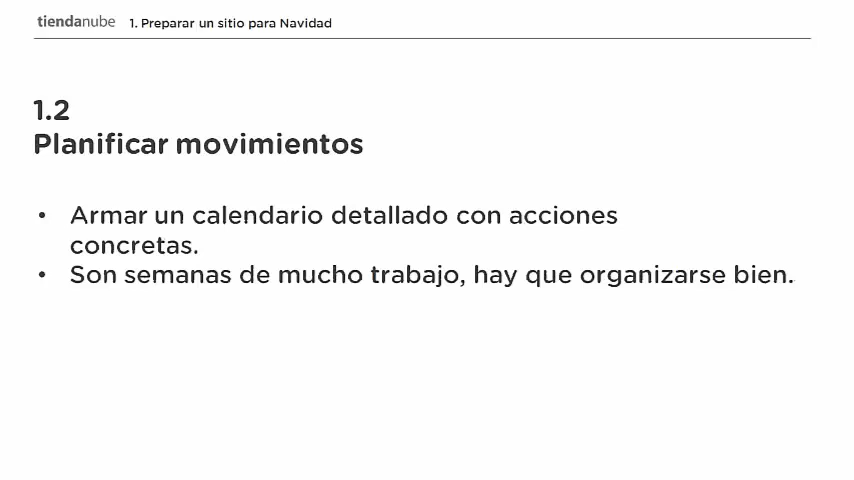 tiendanube 1. Preparar un sitio para Navidad
1.2
Planificar movimientos
• Armar un calendario detallado con acciones
concretas.
• Son semanas de mucho trabajo, hay que organizarse bien.